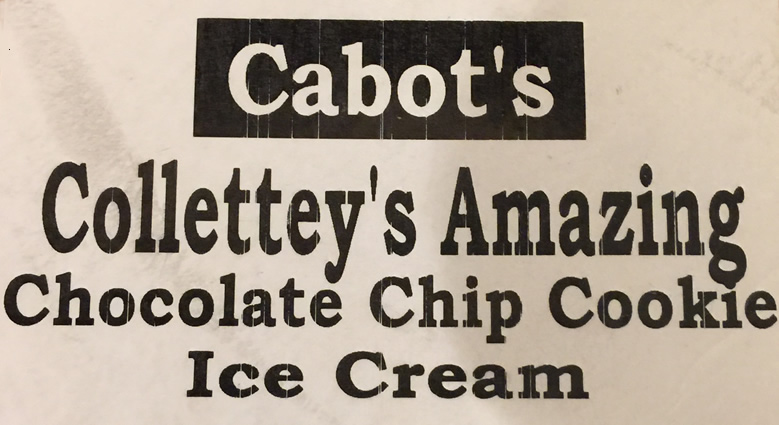 Cabot's
Collettey's Amazing
Chocolate Chip Cookie
Ice Cream